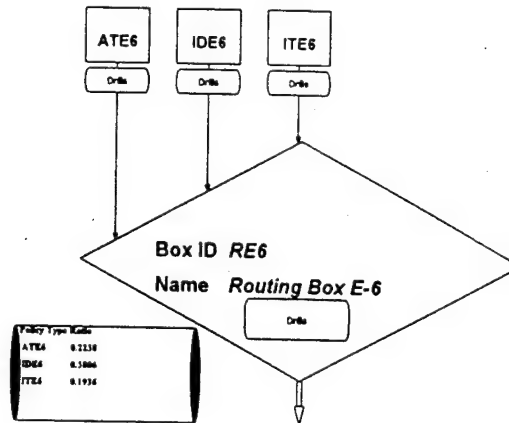 ATE6 IDE6 ITE6
Drills Drills Drills
Box ID RE6
Name Routing Box E-6
Drills
Policy Type Ratio
ATE6 0.2258
IDE6 0.5806
ITE6 0.1936